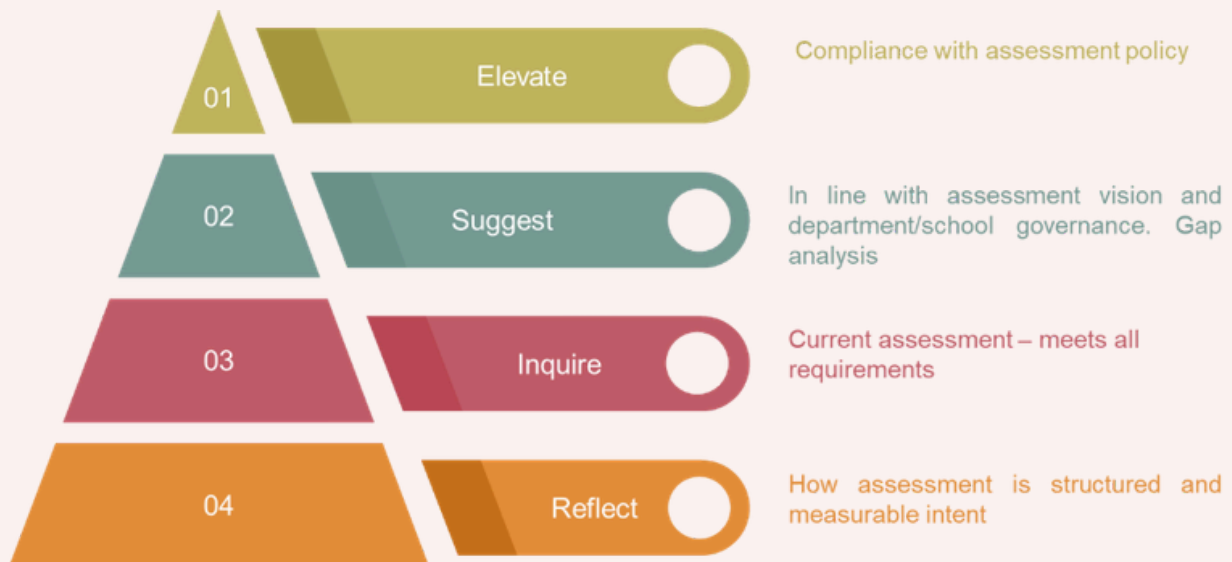 01
Elevate
Compliance with assessment policy
02
Suggest
In line with assessment vision and
department/school governance. Gap
analysis
03
Inquire
Current assessment – meets all
requirements
04
Reflect
How assessment is structured and
measurable intent